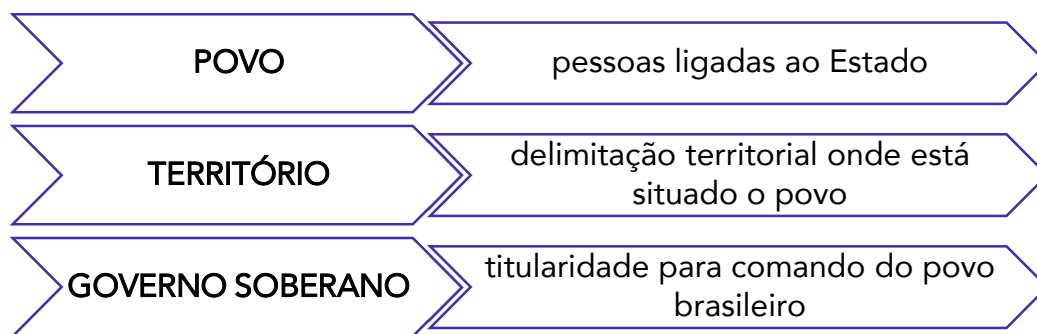 POVO
pessoas ligadas ao Estado
TERRITÓRIO
delimitação territorial onde está
situado o povo
GOVERNO SOBERANO
titularidade para comando do povo
brasileiro